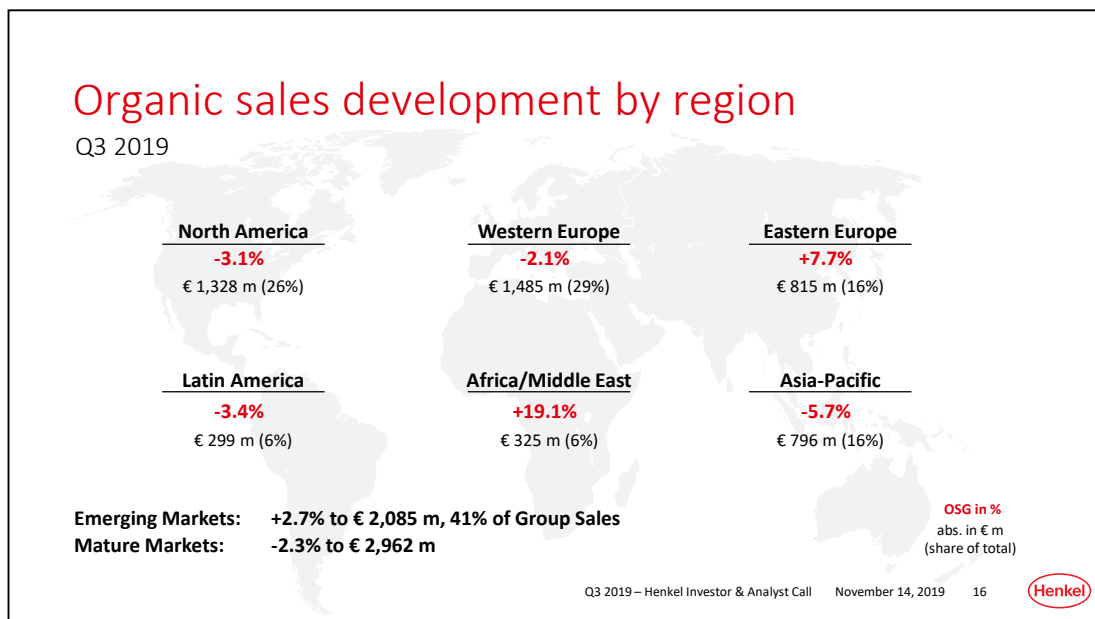 Organic sales development by region
Q3 2019
North America
-3.1%
€ 1,328 m (26%)
Western Europe
-2.1%
€ 1,485 m (29%)
Eastern Europe
+7.7%
€ 815 m (16%)
Latin America
-3.4%
€ 299 m (6%)
Africa/Middle East
+19.1%
€ 325 m (6%)
Asia-Pacific
-5.7%
€ 796 m (16%)
Emerging Markets: +2.7% to € 2,085 m, 41% of Group Sales
Mature Markets: -2.3% to € 2,962 m
OSG in %
abs. in € m
(share of total)
Q3 2019 – Henkel Investor & Analyst Call November 14, 2019 16
Henkel